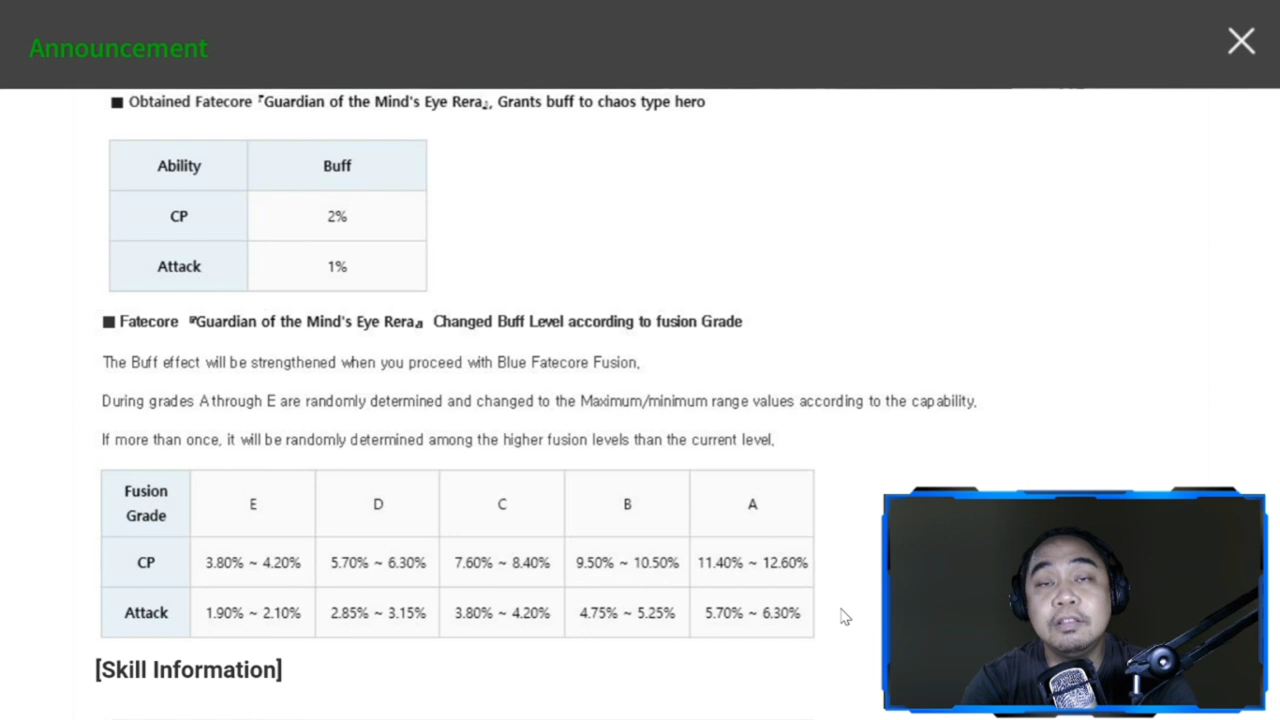 Announcement
■ Obtained Fatecore『Guardian of the Mind's Eye Rera』, Grants buff to chaos type hero
Ability Buff
CP 2%
Attack 1%
■ Fatecore 『Guardian of the Mind's Eye Rera』 Changed Buff Level according to fusion Grade
The Buff effect will be strengthened when you proceed with Blue Fatecore Fusion,
During grades A through E are randomly determined and changed to the Maximum/minimum range values according to the capability,
If more than once, it will be randomly determined among the higher fusion levels than the current level,
Fusion Grade E D C B A
CP 3.80% ~ 4.20% 5.70% ~ 6.30% 7.60% ~ 8.40% 9.50% ~ 10.50% 11.40% ~ 12.60%
Attack 1.90% ~ 2.10% 2.85% ~ 3.15% 3.80% ~ 4.20% 4.75% ~ 5.25% 5.70% ~ 6.30%
[Skill Information]